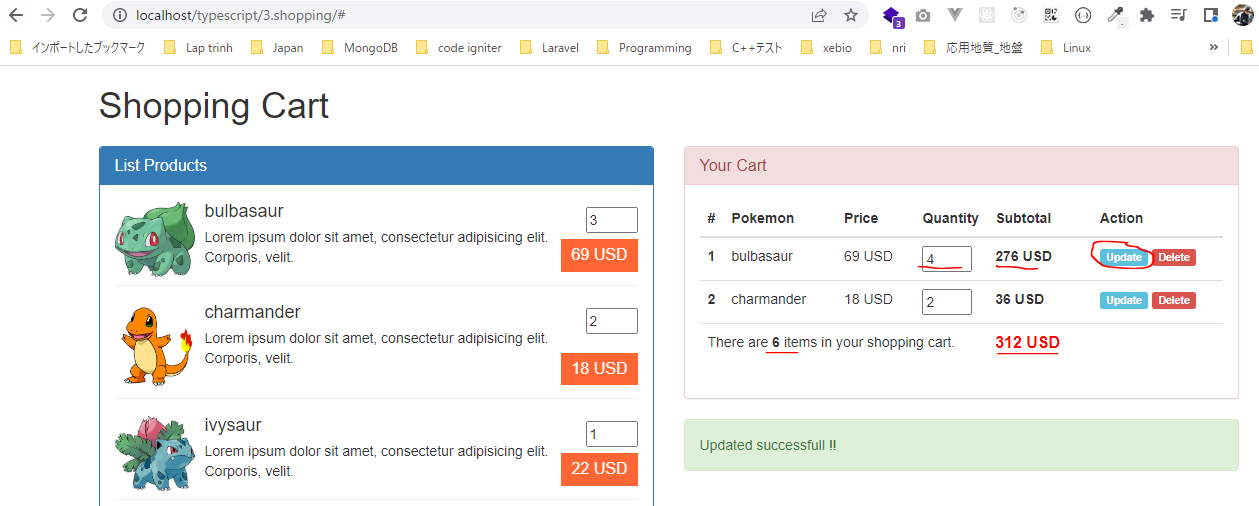 localhost/typescript/3.shopping/#
3
インポートしたブックマーク Lap trinh Japan MongoDB code igniter Laravel Programming C++テスト xebio nri 応用地質_地盤 Linux »
Shopping Cart
List Products
bulbasaur
3
Lorem ipsum dolor sit amet, consectetur adipisicing elit.
Corporis, velit.
69 USD
charmander
2
Lorem ipsum dolor sit amet, consectetur adipisicing elit.
Corporis, velit.
18 USD
ivysaur
1
Lorem ipsum dolor sit amet, consectetur adipisicing elit.
Corporis, velit.
22 USD
Your Cart
# Pokemon Price Quantity Subtotal Action
1 bulbasaur 69 USD 4 276 USD Update Delete
2 charmander 18 USD 2 36 USD Update Delete
There are 6 items in your shopping cart. 312 USD
Updated successfull !!